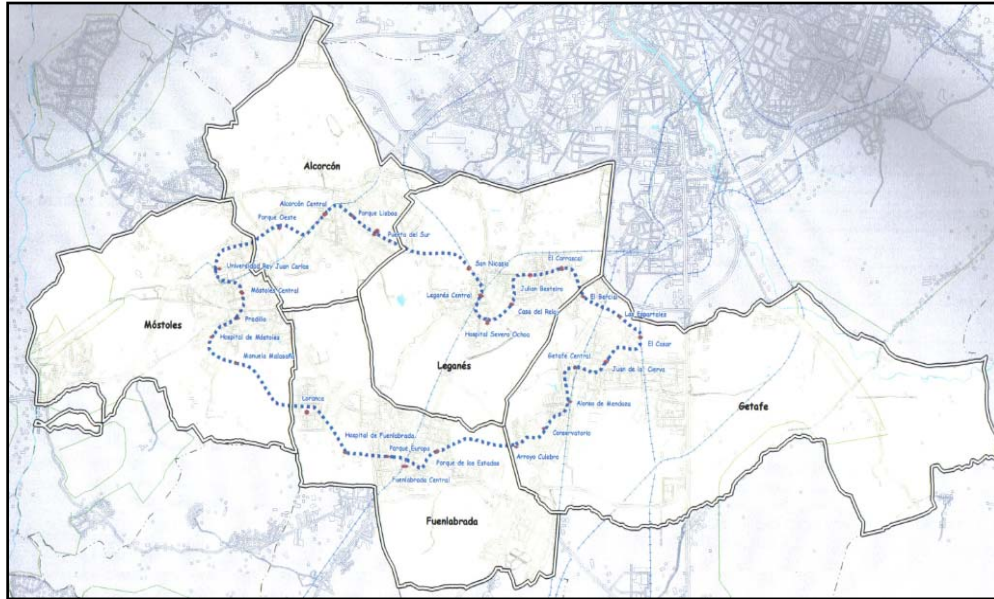 Alcorcón
Alcorcón Central
Parque Lisboa
Parque Oeste
Puerta del Sur
San Nicasio
El Carrascal
Universidad Rey Juan Carlos
Móstoles Central
Leganés Central
Julian Besteiro
El Bercial
Casa del Reloj
Los Espartales
Pradillo
Móstoles
Hospital de Móstoles
Hospital Severo Ochoa
El Casar
Manuela Malasaña
Leganés
Getafe Central
Juan de la Cierva
Loranca
Alonso de Mendoza
Getafe
Hospital de Fuenlabrada
Conservatorio
Parque Europa
Arroyo Culebro
Parque de los Estados
Fuenlabrada Central
Fuenlabrada